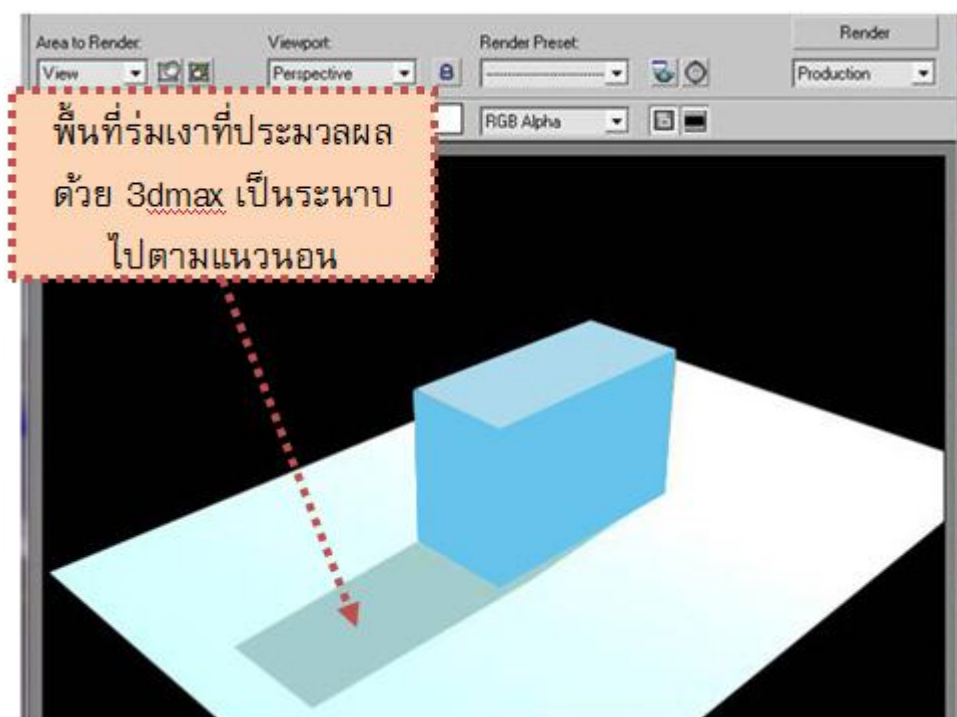 Area to Render: Viewport: Render Preset: Render
View Perspective 8 -------------------- Production
RGB Alpha
พื้นที่ร่มเงาที่ประมวลผล
ด้วย 3dmax เป็นระนาบ
ไปตามแนวนอน